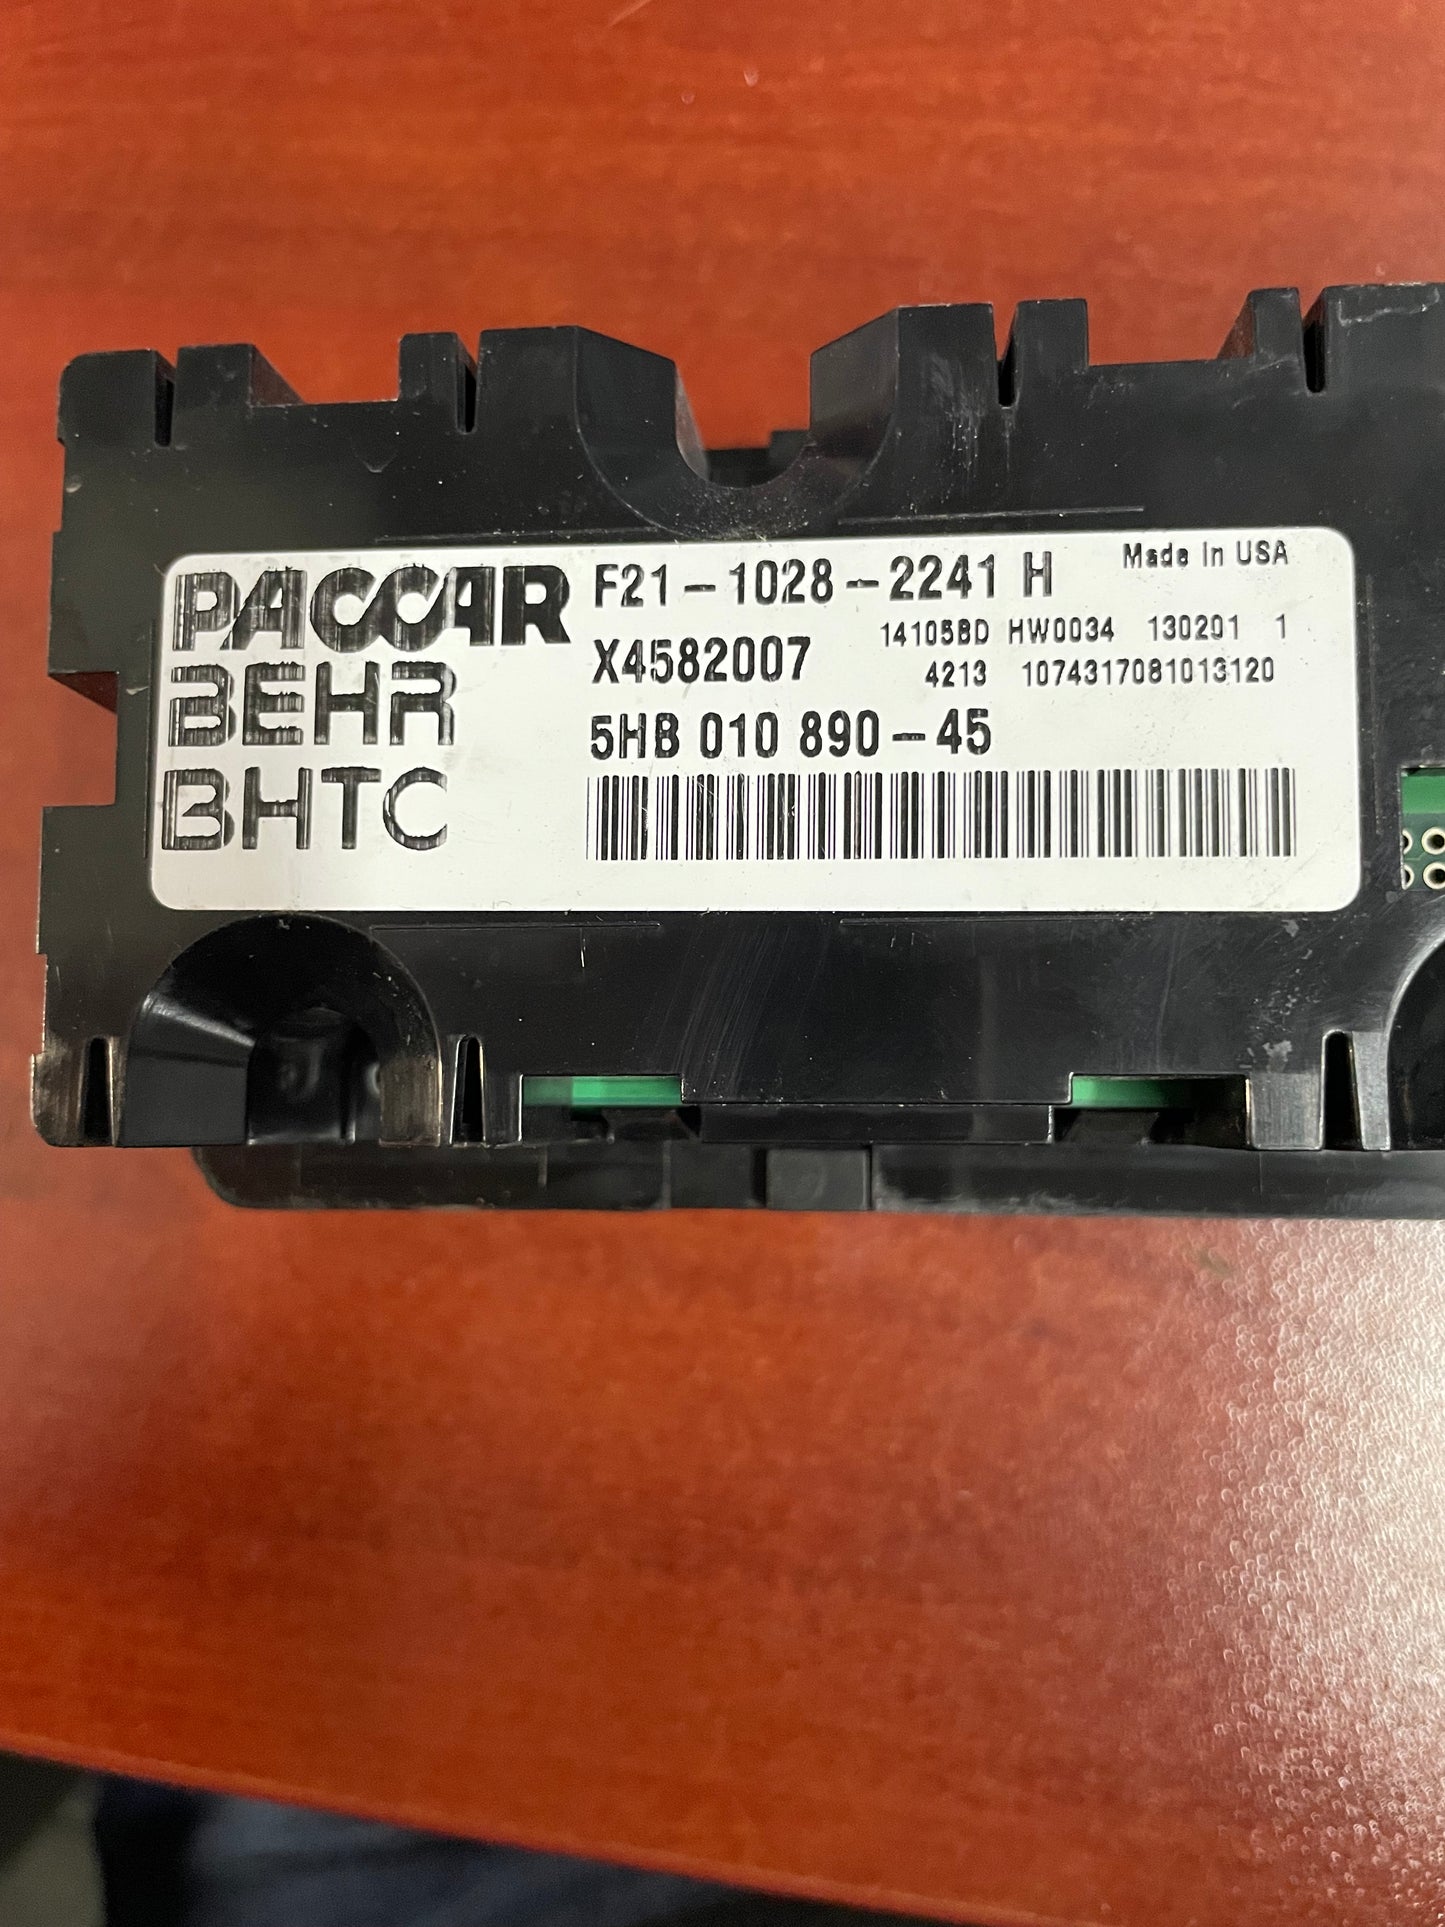 PACCAR F21-1028-2241 H Made In USA
BEHR X4582007 14105BD HW0034 130201 1
4213 1074317081013120
BHTC 5HB 010 890-45